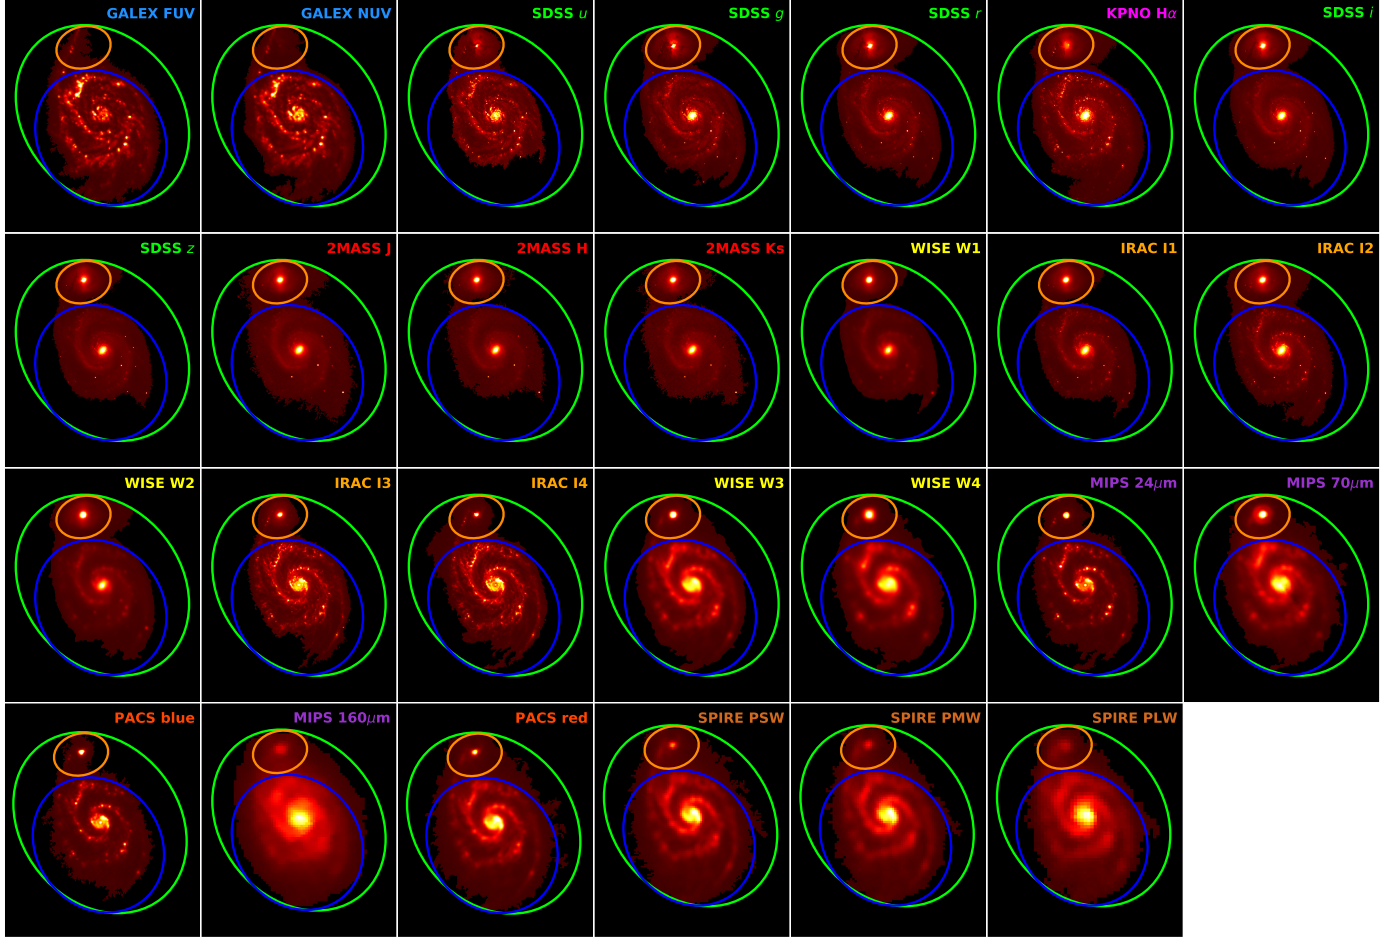 GALEX FUV
GALEX NUV
SDSS u
SDSS g
SDSS r
KPNO Hα
SDSS i
SDSS z
2MASS J
2MASS H
2MASS Ks
WISE W1
IRAC I1
IRAC I2
WISE W2
IRAC I3
IRAC I4
WISE W3
WISE W4
MIPS 24μm
MIPS 70μm
PACS blue
MIPS 160μm
PACS red
SPIRE PSW
SPIRE PMW
SPIRE PLW